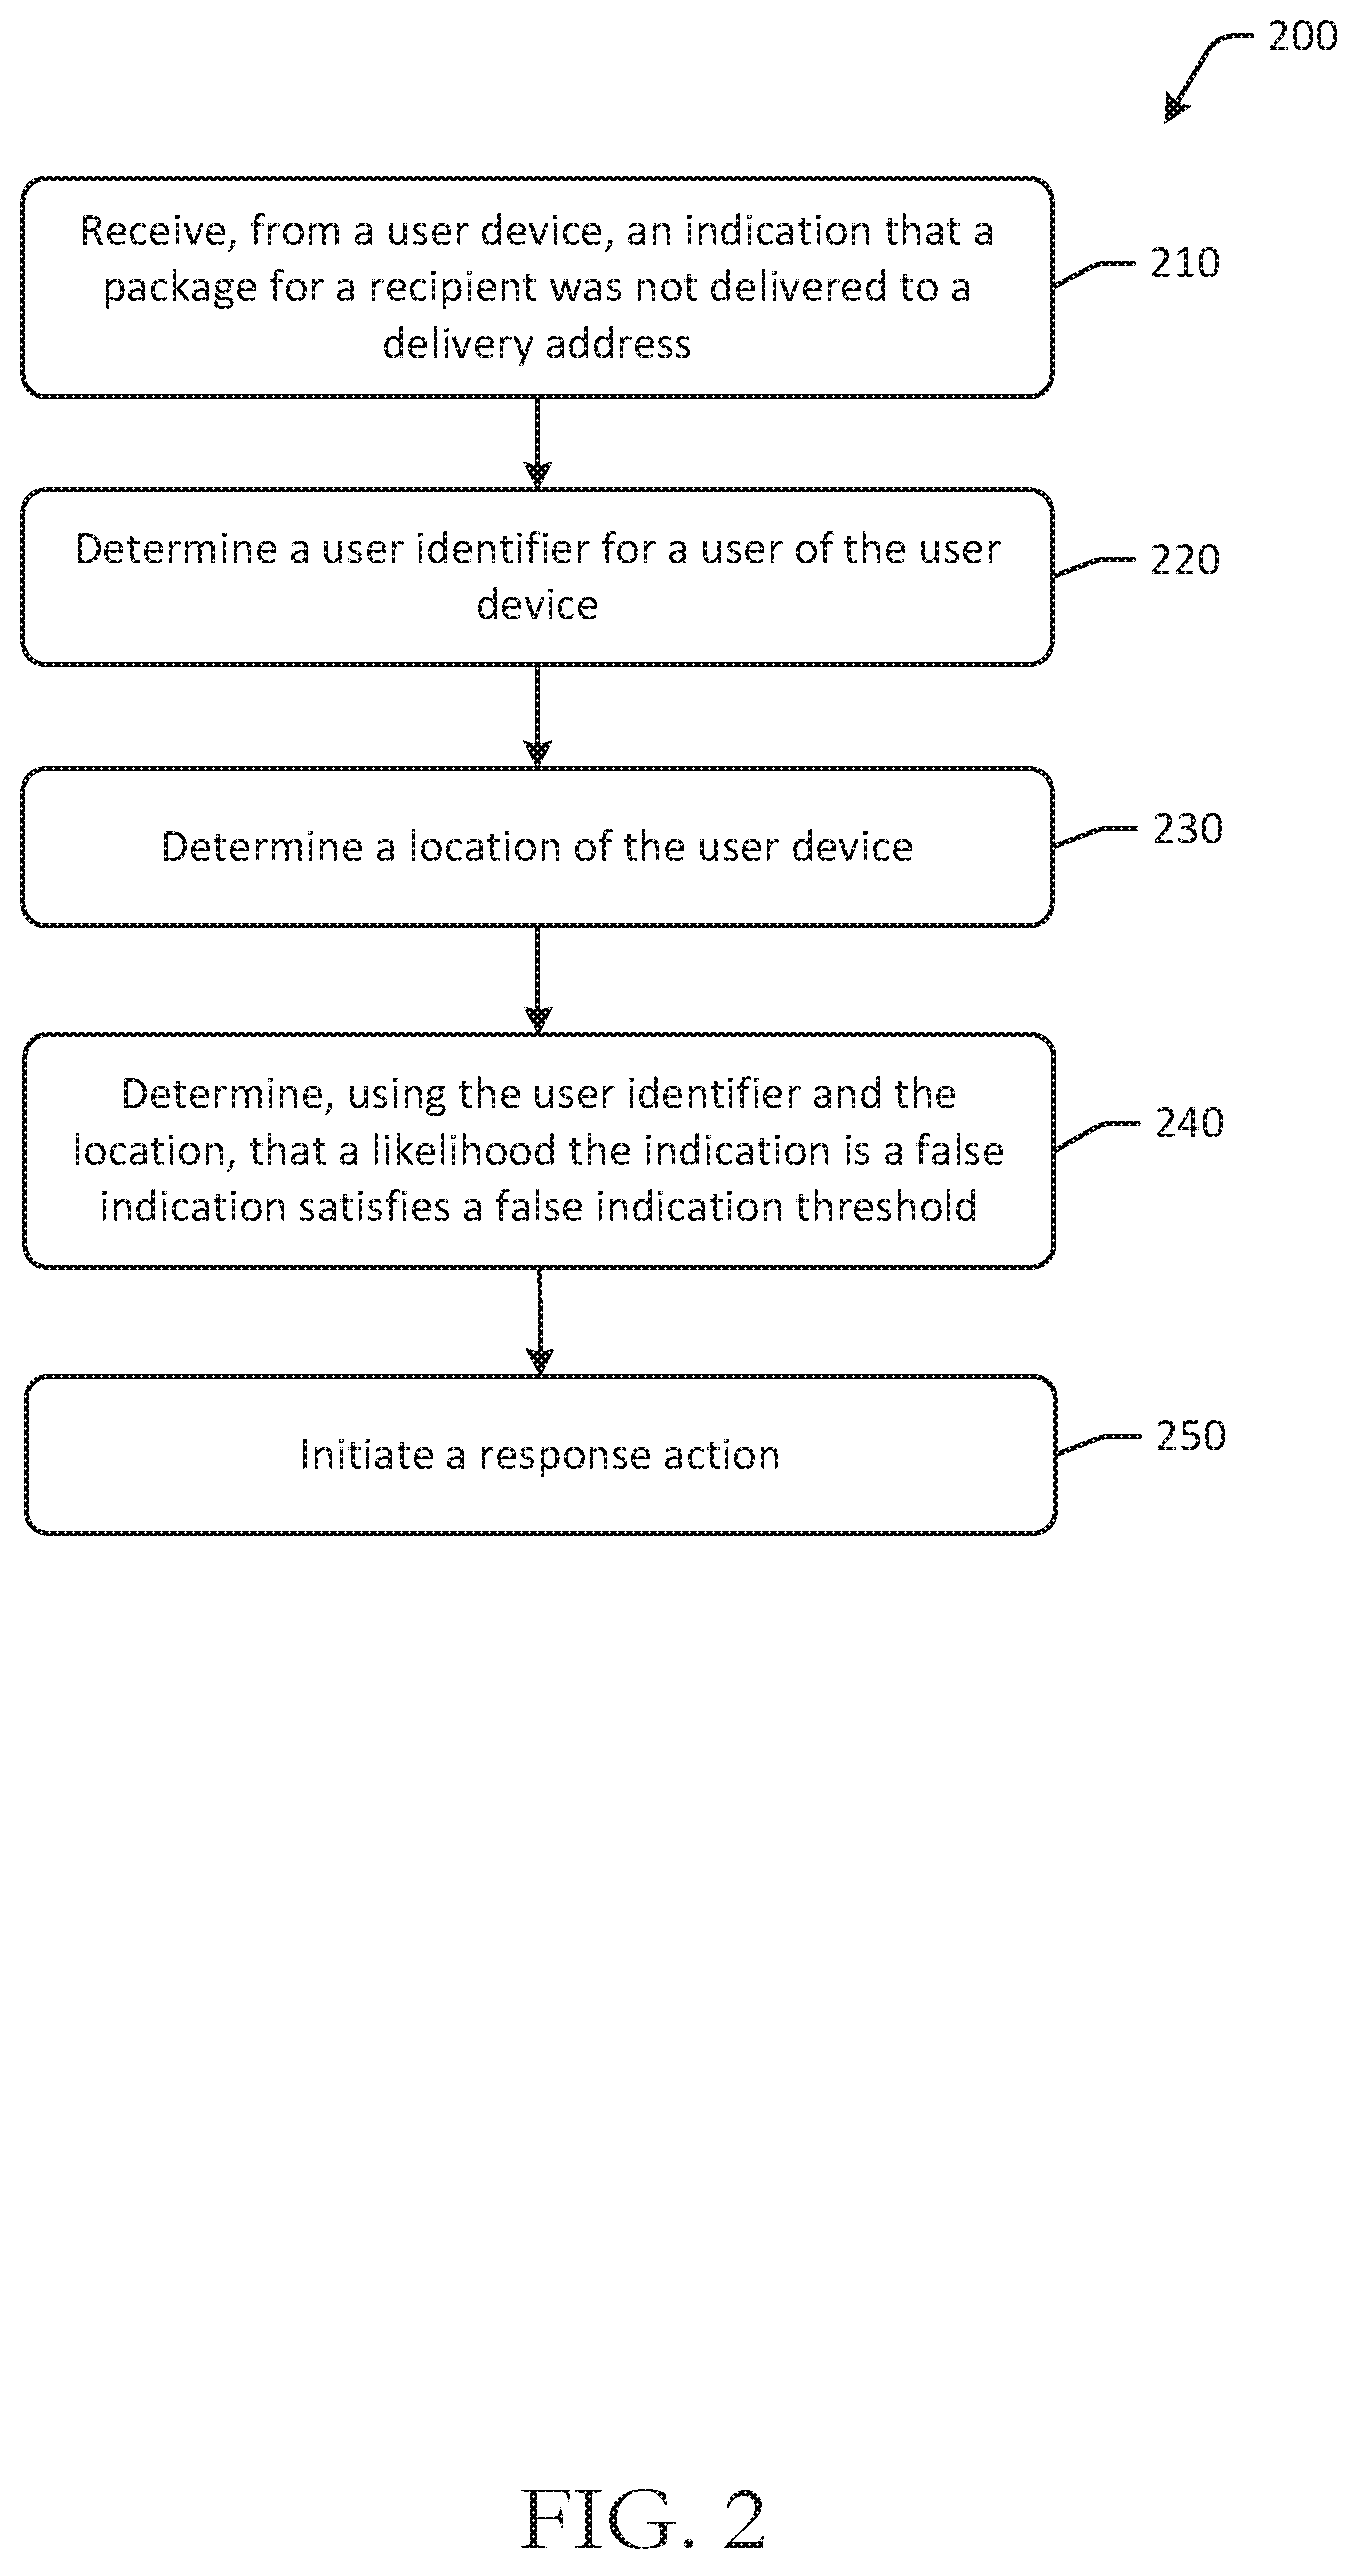 200
Receive, from a user device, an indication that a
package for a recipient was not delivered to a
delivery address
210
Determine a user identifier for a user of the user
device
220
Determine a location of the user device
230
Determine, using the user identifier and the
location, that a likelihood the indication is a false
indication satisfies a false indication threshold
240
Initiate a response action
250
FIG. 2